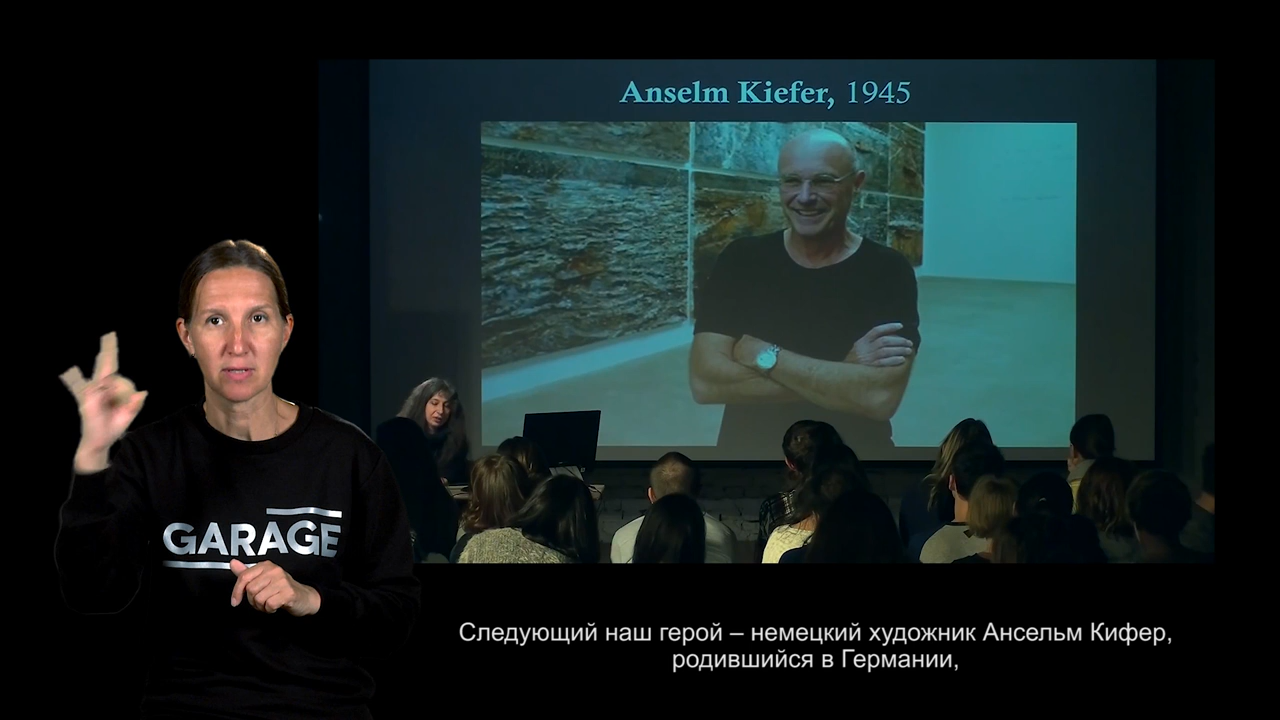 Anselm Kiefer, 1945
GARAGE
Следующий наш герой – немецкий художник Ансельм Кифер,
родившийся в Германии,